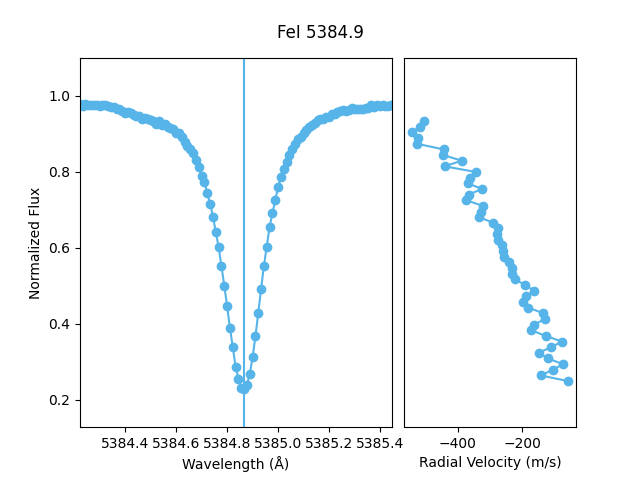 FeI 5384.9
Normalized Flux
1.0
0.8
0.6
0.4
0.2
5384.4 5384.6 5384.8 5385.0 5385.2 5385.4
Wavelength (Å)
−400 −200
Radial Velocity (m/s)